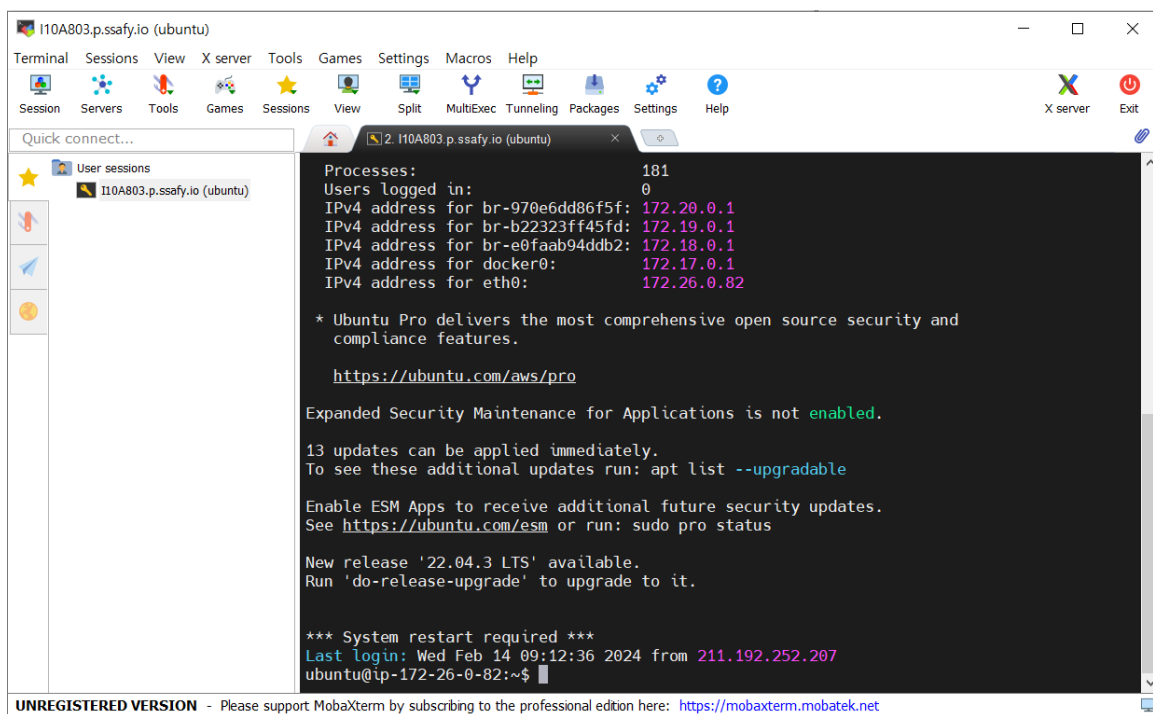 I10A803.p.ssafy.io (ubuntu)
Terminal Sessions View X server Tools Games Settings Macros Help
Session Servers Tools Games Sessions View Split MultiExec Tunneling Packages Settings Help X server Exit
Quick connect...
2. I10A803.p.ssafy.io (ubuntu)
User sessions
I10A803.p.ssafy.io (ubuntu)
Processes: 181
Users logged in: 0
IPv4 address for br-970e6dd86f5f: 172.20.0.1
IPv4 address for br-b22323ff45fd: 172.19.0.1
IPv4 address for br-e0faab94ddb2: 172.18.0.1
IPv4 address for docker0: 172.17.0.1
IPv4 address for eth0: 172.26.0.82
* Ubuntu Pro delivers the most comprehensive open source security and
compliance features.
https://ubuntu.com/aws/pro
Expanded Security Maintenance for Applications is not enabled.
13 updates can be applied immediately.
To see these additional updates run: apt list --upgradable
Enable ESM Apps to receive additional future security updates.
See https://ubuntu.com/esm or run: sudo pro status
New release '22.04.3 LTS' available.
Run 'do-release-upgrade' to upgrade to it.
*** System restart required ***
Last login: Wed Feb 14 09:12:36 2024 from 211.192.252.207
ubuntu@ip-172-26-0-82:~$
UNREGISTERED VERSION - Please support MobaXterm by subscribing to the professional edition here: https://mobaxterm.mobatek.net